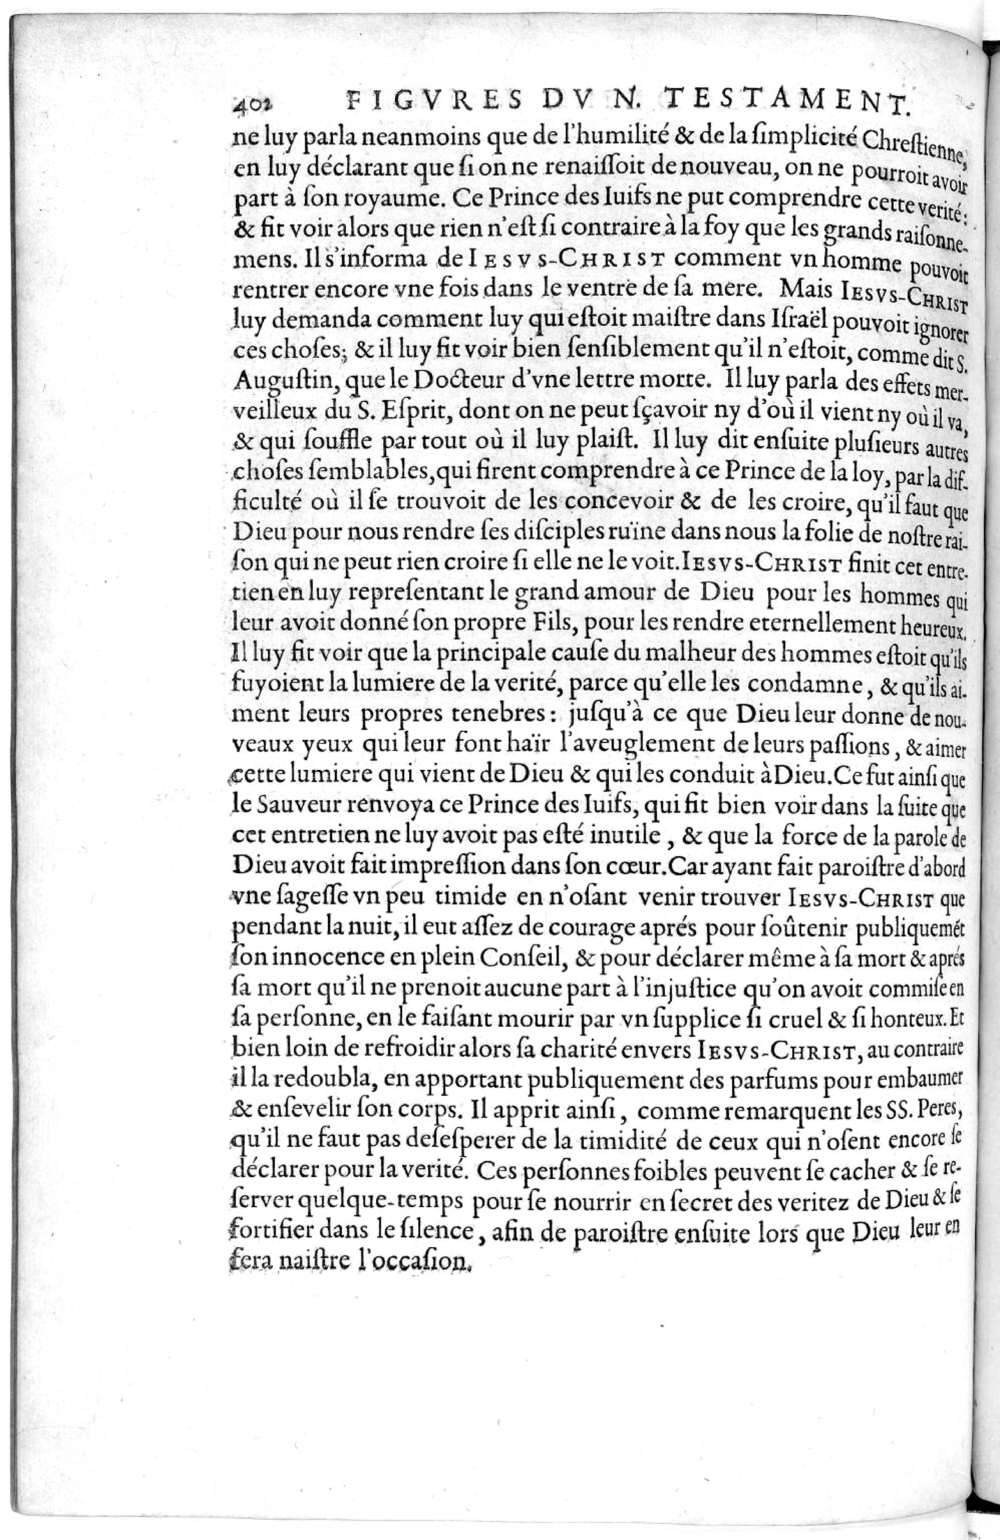 402 FIGVRES DV N. TESTAMENT.
ne luy parla neanmoins que de l'humilité & de la ſimplicité Chreſtienne,
en luy déclarant que ſi on ne renaiſſoit de nouveau, on ne pourroit avoir
part à ſon royaume. Ce Prince des Iuifs ne put comprendre cette verité:
& fit voir alors que rien n'eſt ſi contraire à la foy que les grands raiſonne-
mens. Il s'informa de IESVS-CHRIST comment vn homme pouvoit
rentrer encore vne fois dans le ventre de ſa mere. Mais IESVS-CHRIST
luy demanda comment luy qui eſtoit maiſtre dans Iſraël pouvoit ignorer
ces choſes; & il luy fit voir bien ſenſiblement qu'il n'eſtoit, comme dit S.
Auguſtin, que le Docteur d'vne lettre morte. Il luy parla des effets mer-
veilleux du S. Eſprit, dont on ne peut ſçavoir ny d'où il vient ny où il va,
& qui ſouffle par tout où il luy plaiſt. Il luy dit enſuite pluſieurs autres
choſes ſemblables, qui firent comprendre à ce Prince de la loy, par la dif-
ficulté où il ſe trouvoit de les concevoir & de les croire, qu'il faut que
Dieu pour nous rendre ſes diſciples ruïne dans nous la folie de noſtre rai-
ſon qui ne peut rien croire ſi elle ne le voit. IESVS-CHRIST finit cet entre-
tien en luy repreſentant le grand amour de Dieu pour les hommes qui
leur avoit donné ſon propre Fils, pour les rendre eternellement heureux.
Il luy fit voir que la principale cauſe du malheur des hommes eſtoit qu'ils
fuyoient la lumiere de la verité, parce qu'elle les condamne, & qu'ils ai-
ment leurs propres tenebres: juſqu'à ce que Dieu leur donne de nou-
veaux yeux qui leur font haïr l'aveuglement de leurs paſſions, & aimer
cette lumiere qui vient de Dieu & qui les conduit à Dieu. Ce fut ainſi que
le Sauveur renvoya ce Prince des Iuifs, qui fit bien voir dans la ſuite que
cet entretien ne luy avoit pas eſté inutile, & que la force de la parole de
Dieu avoit fait impreſſion dans ſon cœur. Car ayant fait paroiſtre d'abord
vne ſageſſe vn peu timide en n'oſant venir trouver IESVS-CHRIST que
pendant la nuit, il eut aſſez de courage aprés pour ſoûtenir publiquemẽt
ſon innocence en plein Conſeil, & pour déclarer même à ſa mort & aprés
ſa mort qu'il ne prenoit aucune part à l'injuſtice qu'on avoit commiſe en
ſa perſonne, en le faiſant mourir par vn ſupplice ſi cruel & ſi honteux. Et
bien loin de refroidir alors ſa charité envers IESVS-CHRIST, au contraire
il la redoubla, en apportant publiquement des parfums pour embaumer
& enſevelir ſon corps. Il apprit ainſi, comme remarquent les SS. Peres,
qu'il ne faut pas deſeſperer de la timidité de ceux qui n'oſent encore ſe
déclarer pour la verité. Ces perſonnes foibles peuvent ſe cacher & ſe re-
ſerver quelque-temps pour ſe nourrir en ſecret des veritez de Dieu & ſe
fortifier dans le ſilence, afin de paroiſtre enſuite lors que Dieu leur en
fera naiſtre l'occaſion.